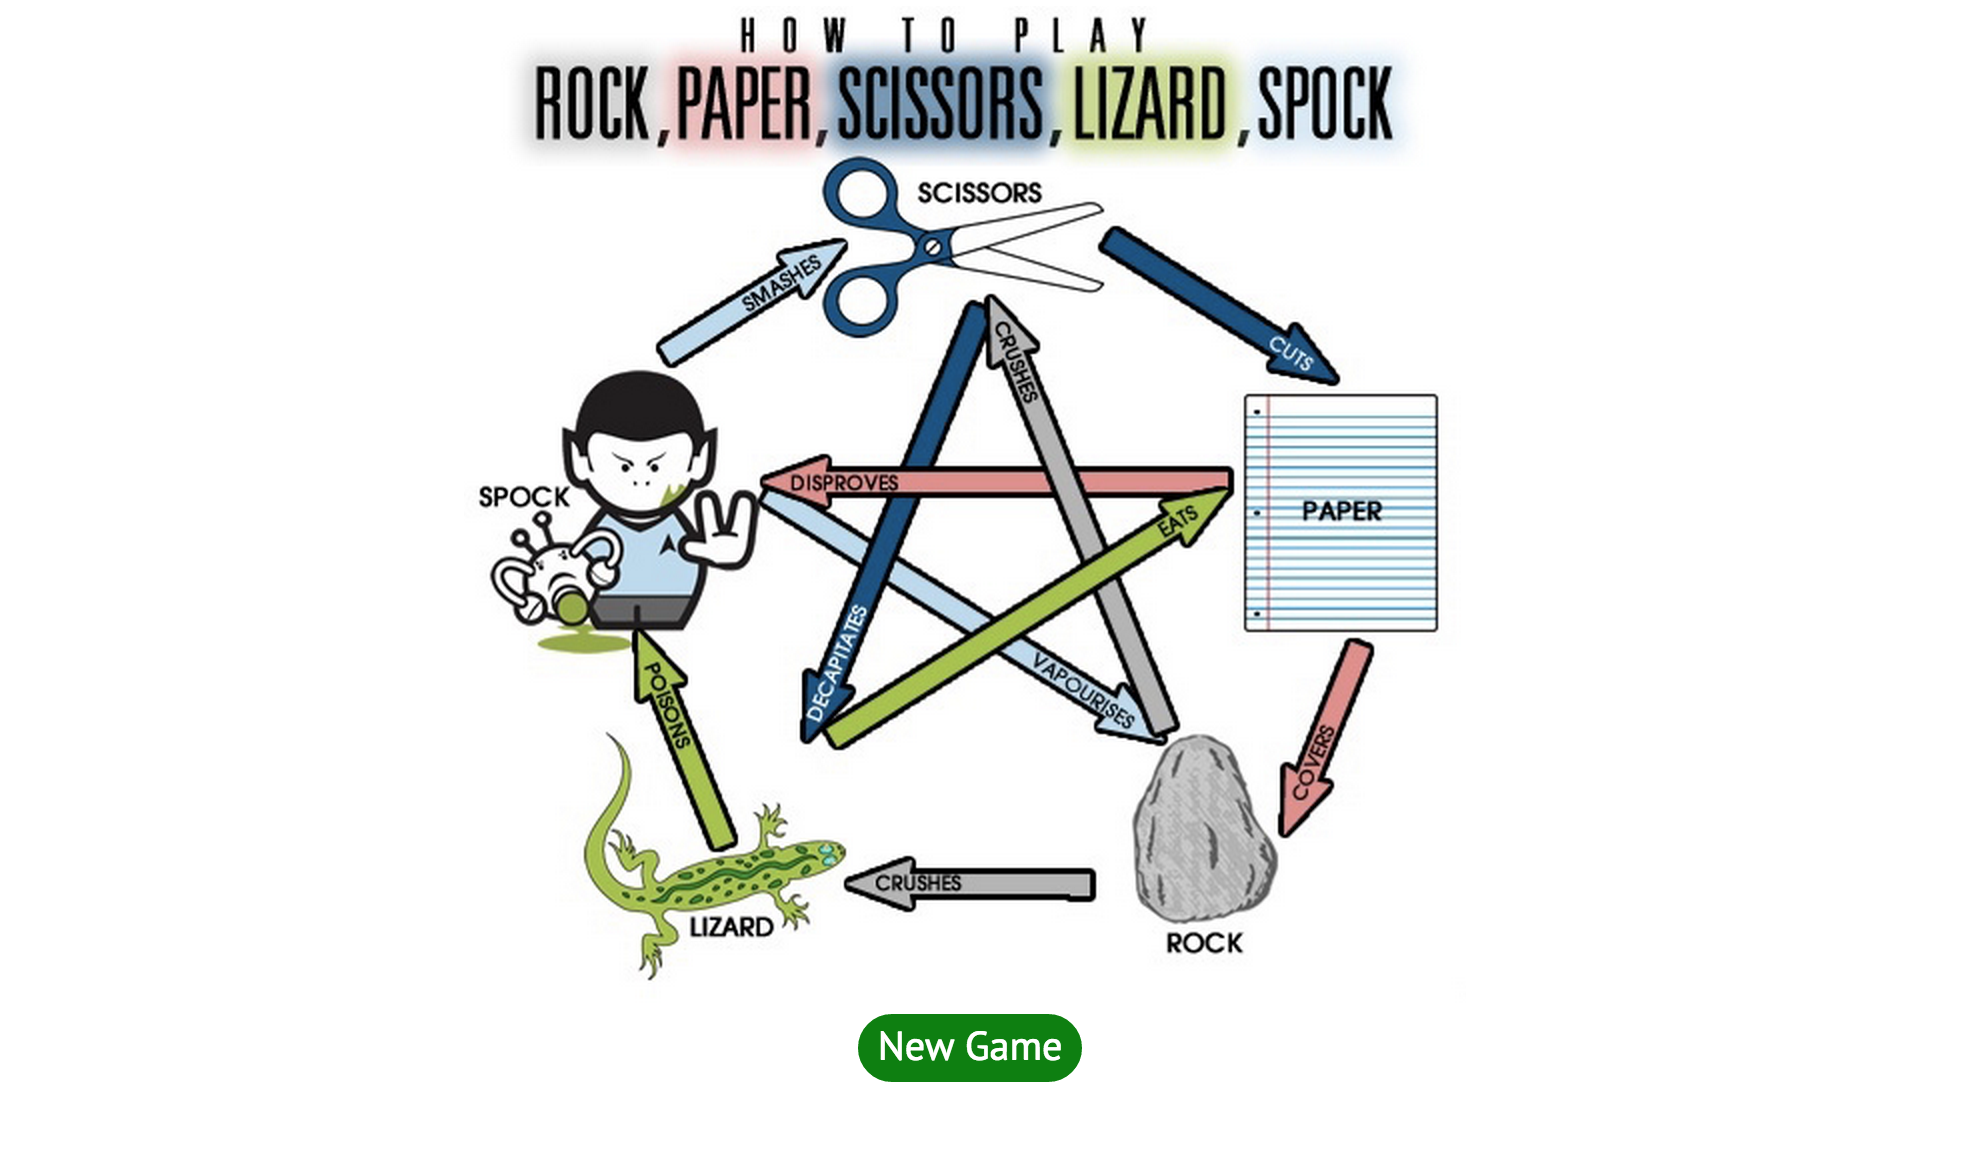 HOW TO PLAY
ROCK, PAPER, SCISSORS, LIZARD, SPOCK
SCISSORS
SMASHES
CUTS
CRUSHES
DISPROVES
SPOCK
EATS
PAPER
DECAPITATES
VAPOURISES
POISONS
COVERS
CRUSHES
LIZARD
ROCK
New Game